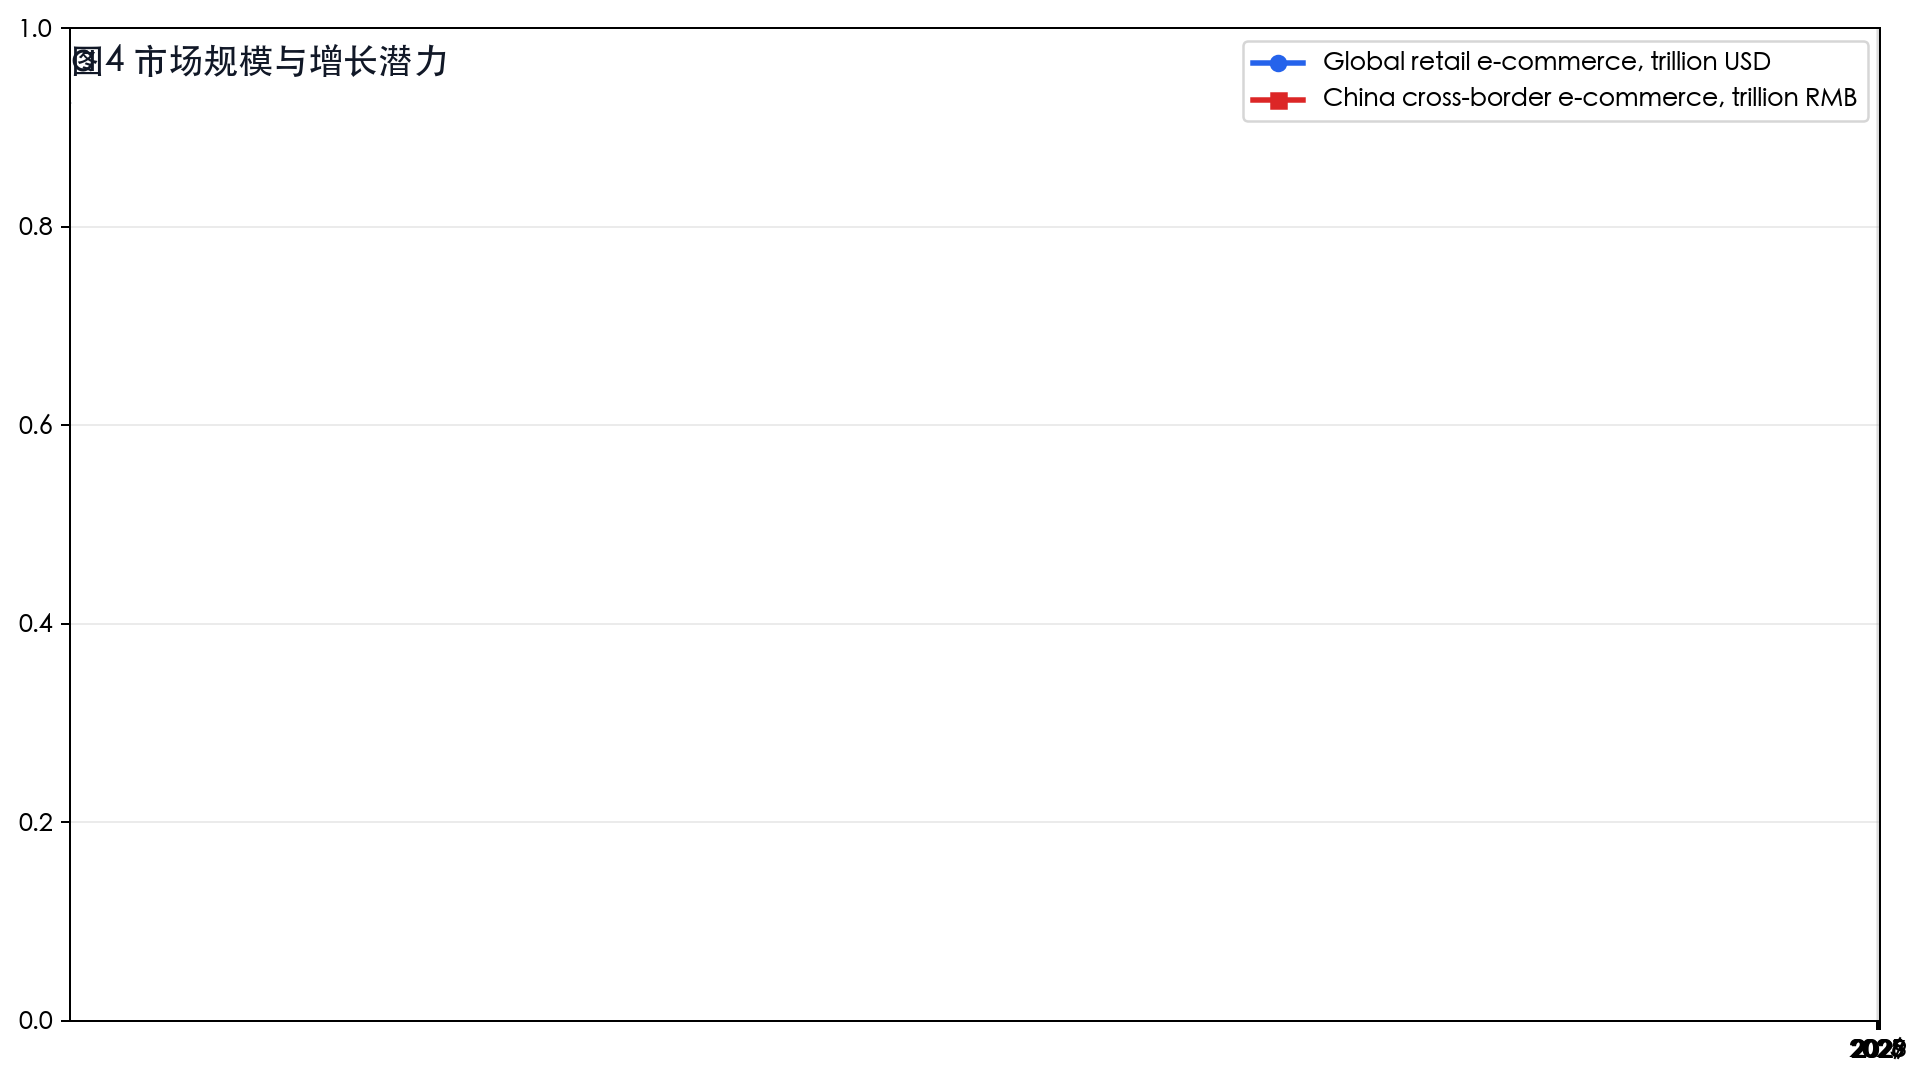 图4 市场规模与增长潜力
Global retail e-commerce, trillion USD
China cross-border e-commerce, trillion RMB
1.0
0.8
0.6
0.4
0.2
0.0